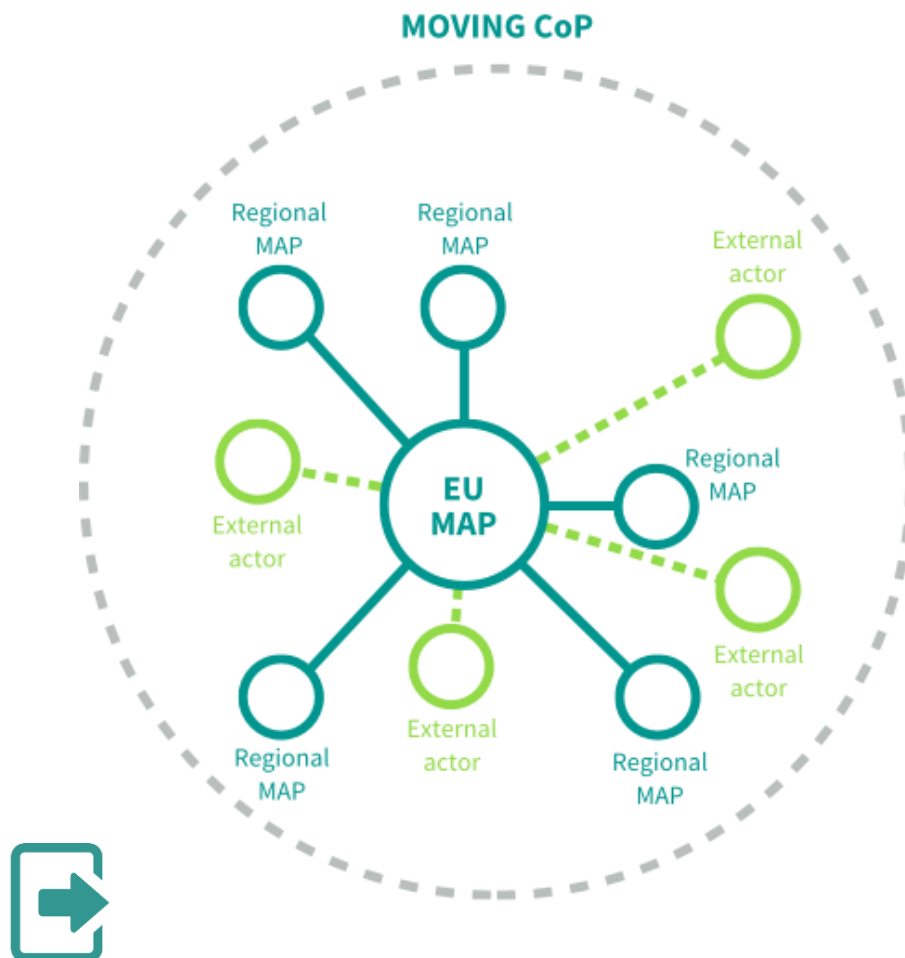 MOVING CoP
Regional
MAP
Regional
MAP
External
actor
Regional
MAP
EU
MAP
External
actor
External
actor
External
actor
Regional
MAP
Regional
MAP